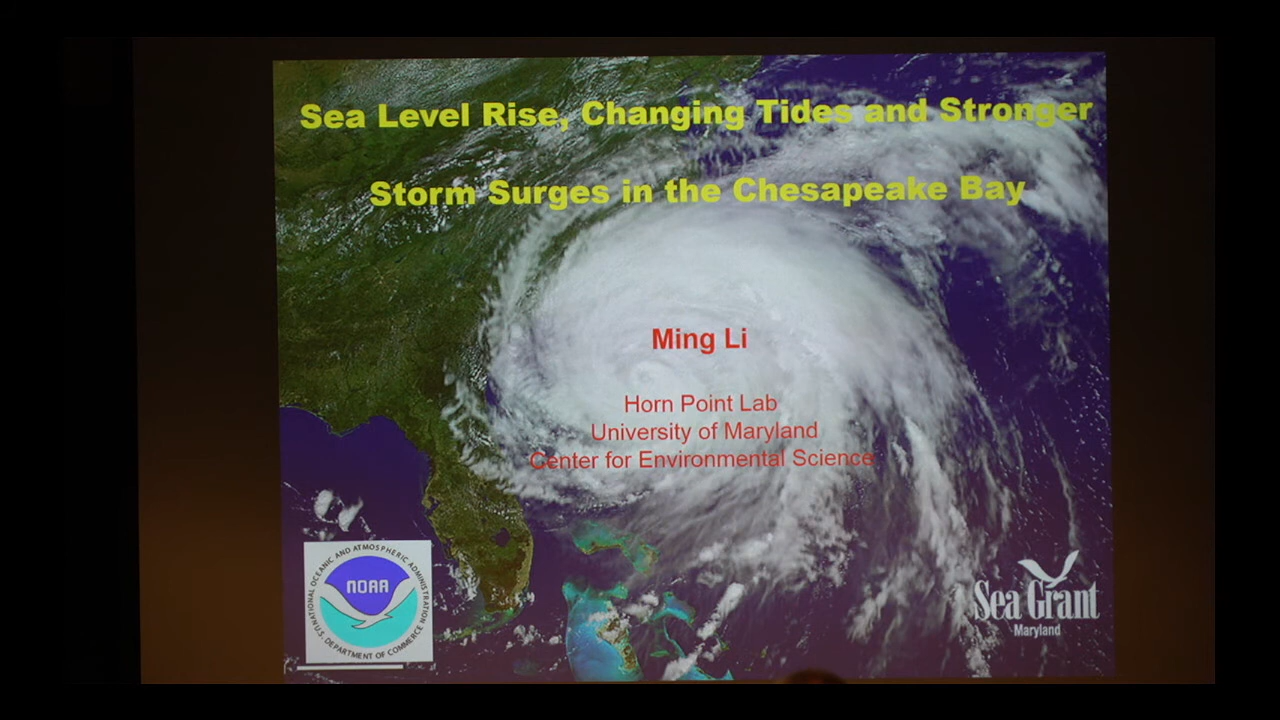 Sea Level Rise, Changing Tides and Stronger
Storm Surges in the Chesapeake Bay
Ming Li
Horn Point Lab
University of Maryland
Center for Environmental Science
NATIONAL OCEANIC AND ATMOSPHERIC ADMINISTRATION
NOAA
U.S. DEPARTMENT OF COMMERCE
Sea Grant
Maryland